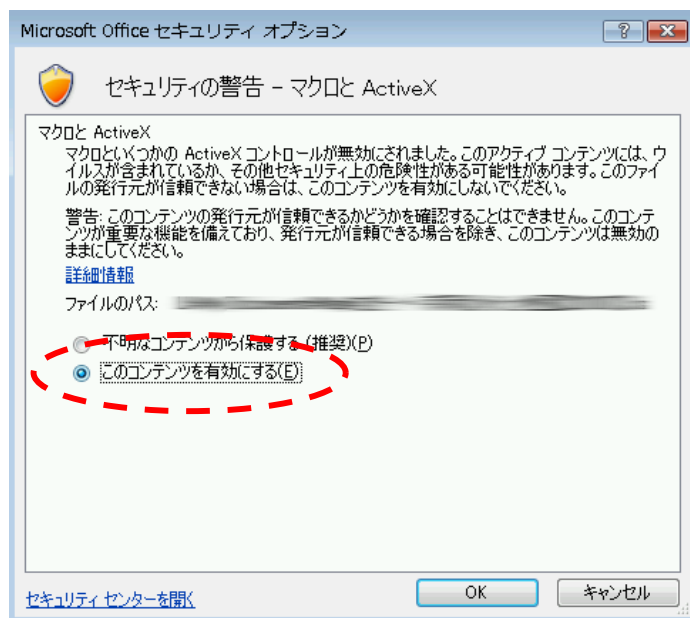 Microsoft Office セキュリティ オプション
セキュリティの警告 - マクロと ActiveX
マクロと ActiveX
マクロといくつかの ActiveX コントロールが無効にされました。このアクティブ コンテンツには、ウ
イルスが含まれているか、その他セキュリティ上の危険性がある可能性があります。このファイ
ルの発行元が信頼できない場合は、このコンテンツを有効にしないでください。
警告: このコンテンツの発行元が信頼できるかどうかを確認することはできません。このコンテ
ンツが重要な機能を備えており、発行元が信頼できる場合を除き、このコンテンツは無効の
ままにしてください。
詳細情報
ファイルのパス:
不明なコンテンツから保護する (推奨)(P)
このコンテンツを有効にする(E)
セキュリティ センターを開く
OK
キャンセル